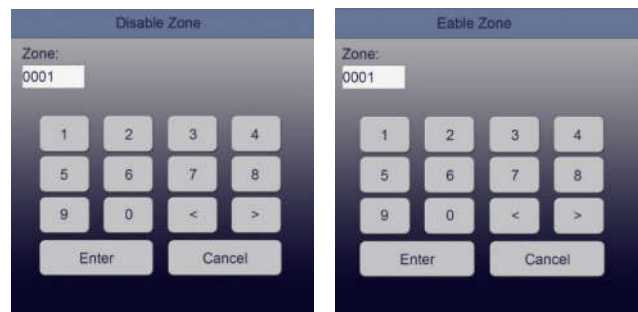 Disable Zone
Zone:
0001
1 2 3 4
5 6 7 8
9 0 < >
Enter Cancel
Eable Zone
Zone:
0001
1 2 3 4
5 6 7 8
9 0 < >
Enter Cancel